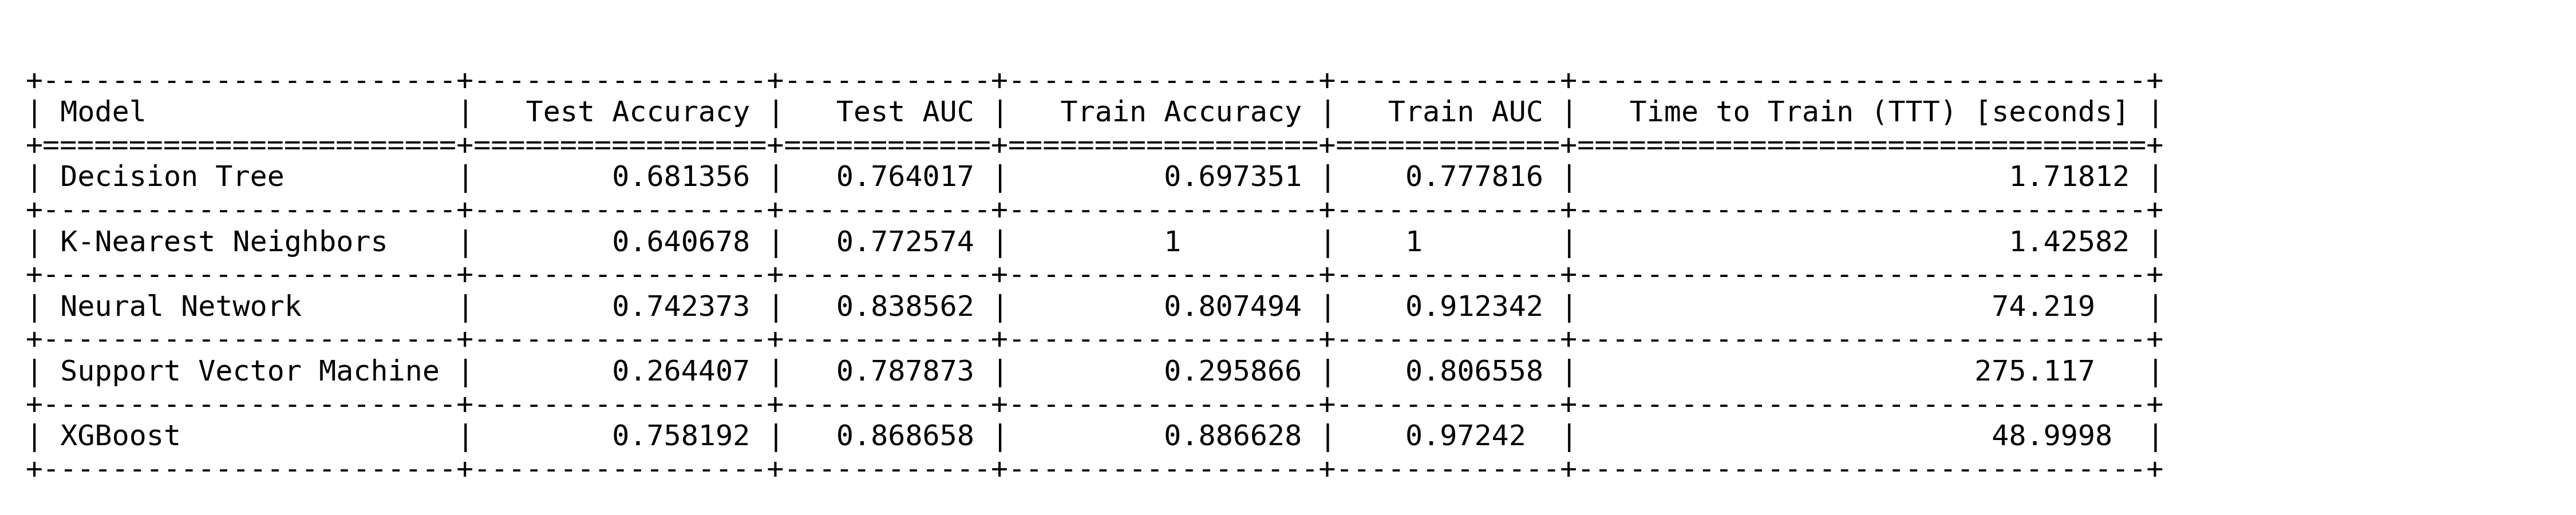 +------------------------+-----------------+------------+------------------+-------------+---------------------------------+
| Model                  |   Test Accuracy |   Test AUC |   Train Accuracy |   Train AUC |   Time to Train (TTT) [seconds] |
+========================+=================+============+==================+=============+=================================+
| Decision Tree          |        0.681356 |   0.764017 |         0.697351 |    0.777816 |                         1.71812 |
+------------------------+-----------------+------------+------------------+-------------+---------------------------------+
| K-Nearest Neighbors    |        0.640678 |   0.772574 |         1        |    1        |                         1.42582 |
+------------------------+-----------------+------------+------------------+-------------+---------------------------------+
| Neural Network         |        0.742373 |   0.838562 |         0.807494 |    0.912342 |                        74.219   |
+------------------------+-----------------+------------+------------------+-------------+---------------------------------+
| Support Vector Machine |        0.264407 |   0.787873 |         0.295866 |    0.806558 |                       275.117   |
+------------------------+-----------------+------------+------------------+-------------+---------------------------------+
| XGBoost                |        0.758192 |   0.868658 |         0.886628 |    0.97242  |                        48.9998  |
+------------------------+-----------------+------------+------------------+-------------+---------------------------------+